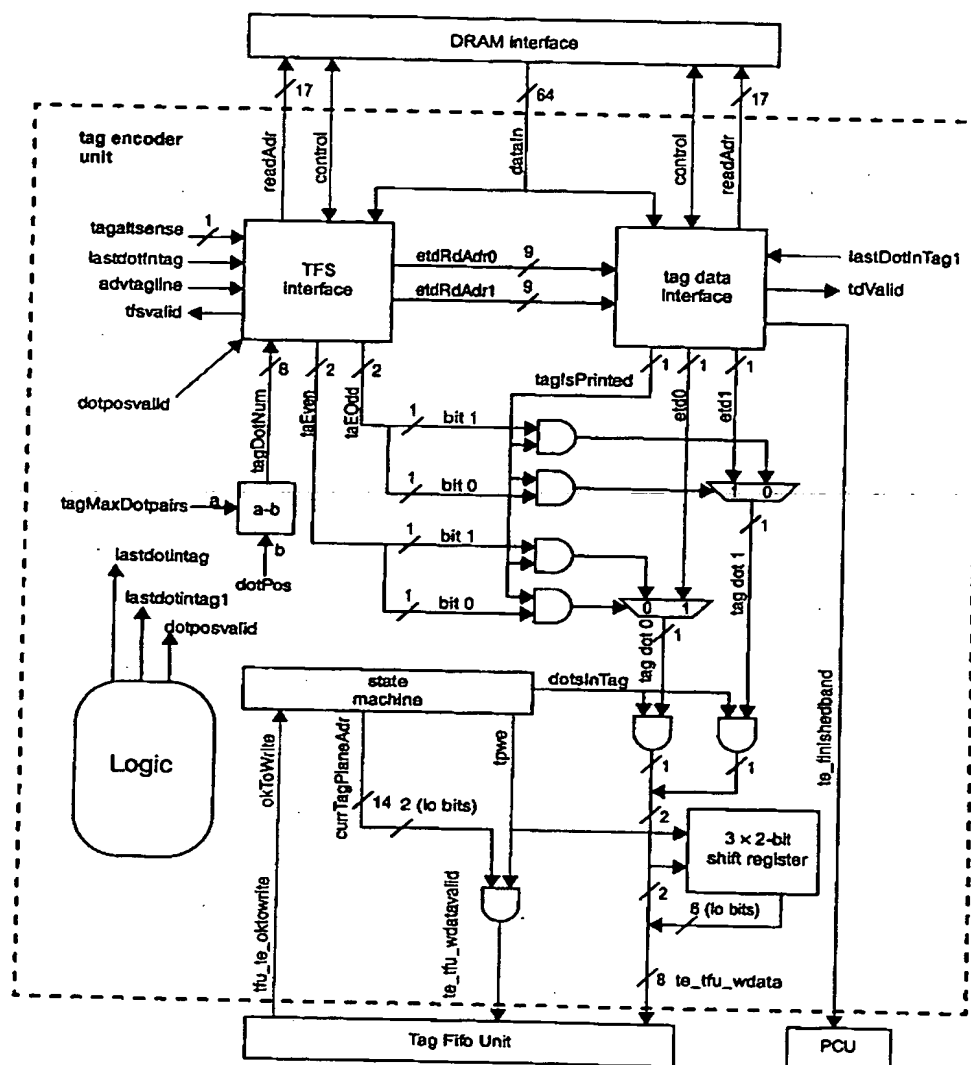 DRAM interface
17
64
17
tag encoder
unit
readAdr
control
dataIn
control
readAdr
tagaltsense
1
lastdotintag
advtagline
tfsvalid
dotposvalid
TFS
interface
etdRdAdr0
9
etdRdAdr1
9
tag data
interface
lastDotInTag1
tdValid
8
2
2
tagDotNum
taEven
taEOdd
tagIsPrinted
1
1
1
etd0
etd1
1
bit 1
1
bit 0
1
bit 1
1
bit 0
1
0
1
tag dot 1
0
1
1
tag dot 0
tagMaxDotpairs
a
a-b
b
dotPos
lastdotintag
lastdotintag1
dotposvalid
Logic
state
machine
dotsInTag
okToWrite
currTagPlaneAdr
14
2 (lo bits)
tpwe
1
1
2
3 × 2-bit
shift register
2
6 (lo bits)
te_finishedband
tfu_te_oktowrite
te_tfu_wdatavalid
8
te_tfu_wdata
Tag Fifo Unit
PCU